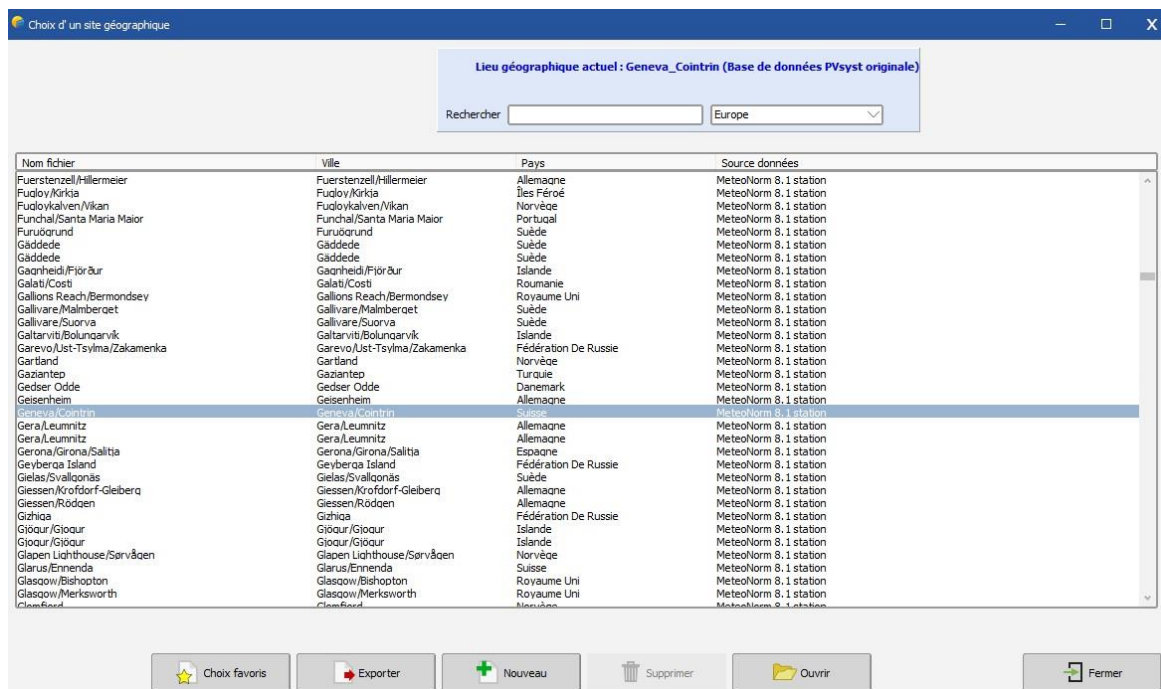 Choix d' un site géographique
Lieu géographique actuel : Geneva_Cointrin (Base de données PVsyst originale)
Rechercher Europe
Nom fichier Ville Pays Source données
Fuerstenzell/Hillermeier Fuerstenzell/Hillermeier Allemagne MeteoNorm 8.1 station
Fugloy/Kirkja Fugloy/Kirkja Îles Féroé MeteoNorm 8.1 station
Fugloykalven/Vikan Fugloykalven/Vikan Norvège MeteoNorm 8.1 station
Funchal/Santa Maria Maior Funchal/Santa Maria Maior Portugal MeteoNorm 8.1 station
Furuögrund Furuögrund Suède MeteoNorm 8.1 station
Gäddede Gäddede Suède MeteoNorm 8.1 station
Gäddede Gäddede Suède MeteoNorm 8.1 station
Gagnheidi/Fjörður Gagnheidi/Fjörður Islande MeteoNorm 8.1 station
Galati/Costi Galati/Costi Roumanie MeteoNorm 8.1 station
Gallions Reach/Bermondsey Gallions Reach/Bermondsey Royaume Uni MeteoNorm 8.1 station
Gallivare/Malmberget Gallivare/Malmberget Suède MeteoNorm 8.1 station
Gallivare/Suorva Gallivare/Suorva Suède MeteoNorm 8.1 station
Galtarviti/Bolungarvík Galtarviti/Bolungarvík Islande MeteoNorm 8.1 station
Garevo/Ust-Tsylma/Zakamenka Garevo/Ust-Tsylma/Zakamenka Fédération De Russie MeteoNorm 8.1 station
Gartland Gartland Norvège MeteoNorm 8.1 station
Gaziantep Gaziantep Turquie MeteoNorm 8.1 station
Gedser Odde Gedser Odde Danemark MeteoNorm 8.1 station
Geisenheim Geisenheim Allemagne MeteoNorm 8.1 station
Geneva/Cointrin Geneva/Cointrin Suisse MeteoNorm 8.1 station
Gera/Leumnitz Gera/Leumnitz Allemagne MeteoNorm 8.1 station
Gera/Leumnitz Gera/Leumnitz Allemagne MeteoNorm 8.1 station
Gerona/Girona/Salitja Gerona/Girona/Salitja Espagne MeteoNorm 8.1 station
Geyberga Island Geyberga Island Fédération De Russie MeteoNorm 8.1 station
Gielas/Svallgonäs Gielas/Svallgonäs Suède MeteoNorm 8.1 station
Giessen/Krofdorf-Gleiberg Giessen/Krofdorf-Gleiberg Allemagne MeteoNorm 8.1 station
Giessen/Rödgen Giessen/Rödgen Allemagne MeteoNorm 8.1 station
Gizhiga Gizhiga Fédération De Russie MeteoNorm 8.1 station
Gjögur/Gjogur Gjögur/Gjogur Islande MeteoNorm 8.1 station
Gjogur/Gjögur Gjogur/Gjögur Islande MeteoNorm 8.1 station
Glapen Lighthouse/Sørvågen Glapen Lighthouse/Sørvågen Norvège MeteoNorm 8.1 station
Glarus/Ennenda Glarus/Ennenda Suisse MeteoNorm 8.1 station
Glasgow/Bishopton Glasgow/Bishopton Royaume Uni MeteoNorm 8.1 station
Glasgow/Merksworth Glasgow/Merksworth Royaume Uni MeteoNorm 8.1 station
Glomfjord Glomfjord Norvège MeteoNorm 8.1 station
Choix favoris Exporter Nouveau Supprimer Ouvrir Fermer